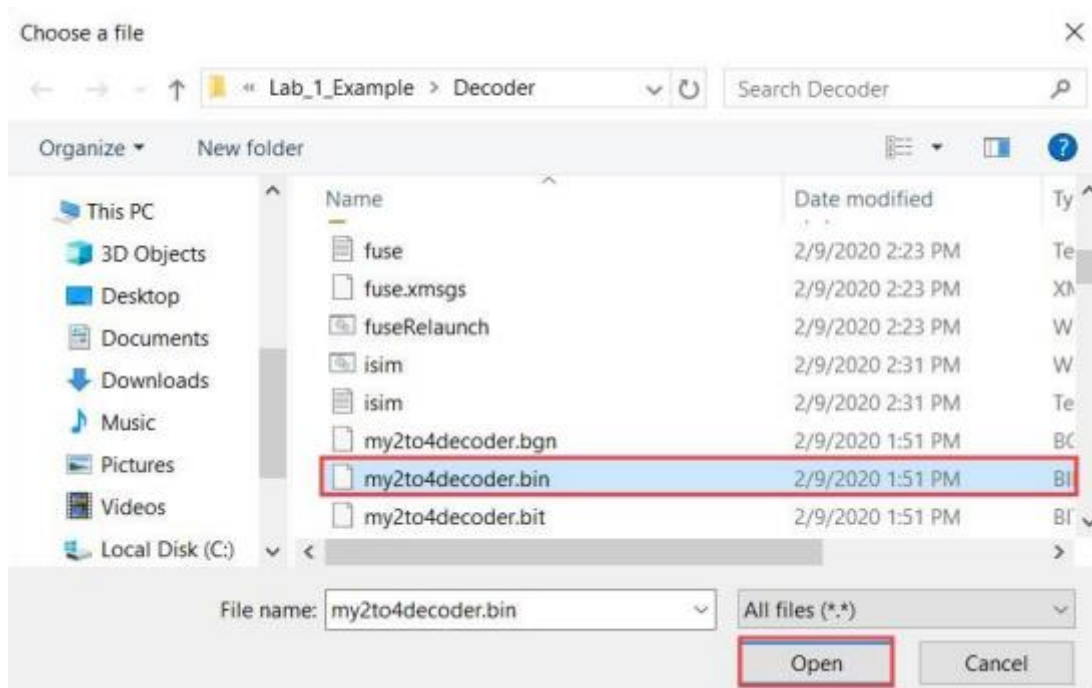 Choose a file
« Lab_1_Example > Decoder
Search Decoder
Organize
New folder
?
Name
Date modified
Ty
This PC
3D Objects
Desktop
Documents
Downloads
Music
Pictures
Videos
Local Disk (C:)
fuse 2/9/2020 2:23 PM Te
fuse.xmsgs 2/9/2020 2:23 PM
fuseRelaunch 2/9/2020 2:23 PM W
isim 2/9/2020 2:31 PM W
isim 2/9/2020 2:31 PM Te
my2to4decoder.bgn 2/9/2020 1:51 PM
my2to4decoder.bin 2/9/2020 1:51 PM
my2to4decoder.bit 2/9/2020 1:51 PM
File name: my2to4decoder.bin
All files (*.*)
Open
Cancel